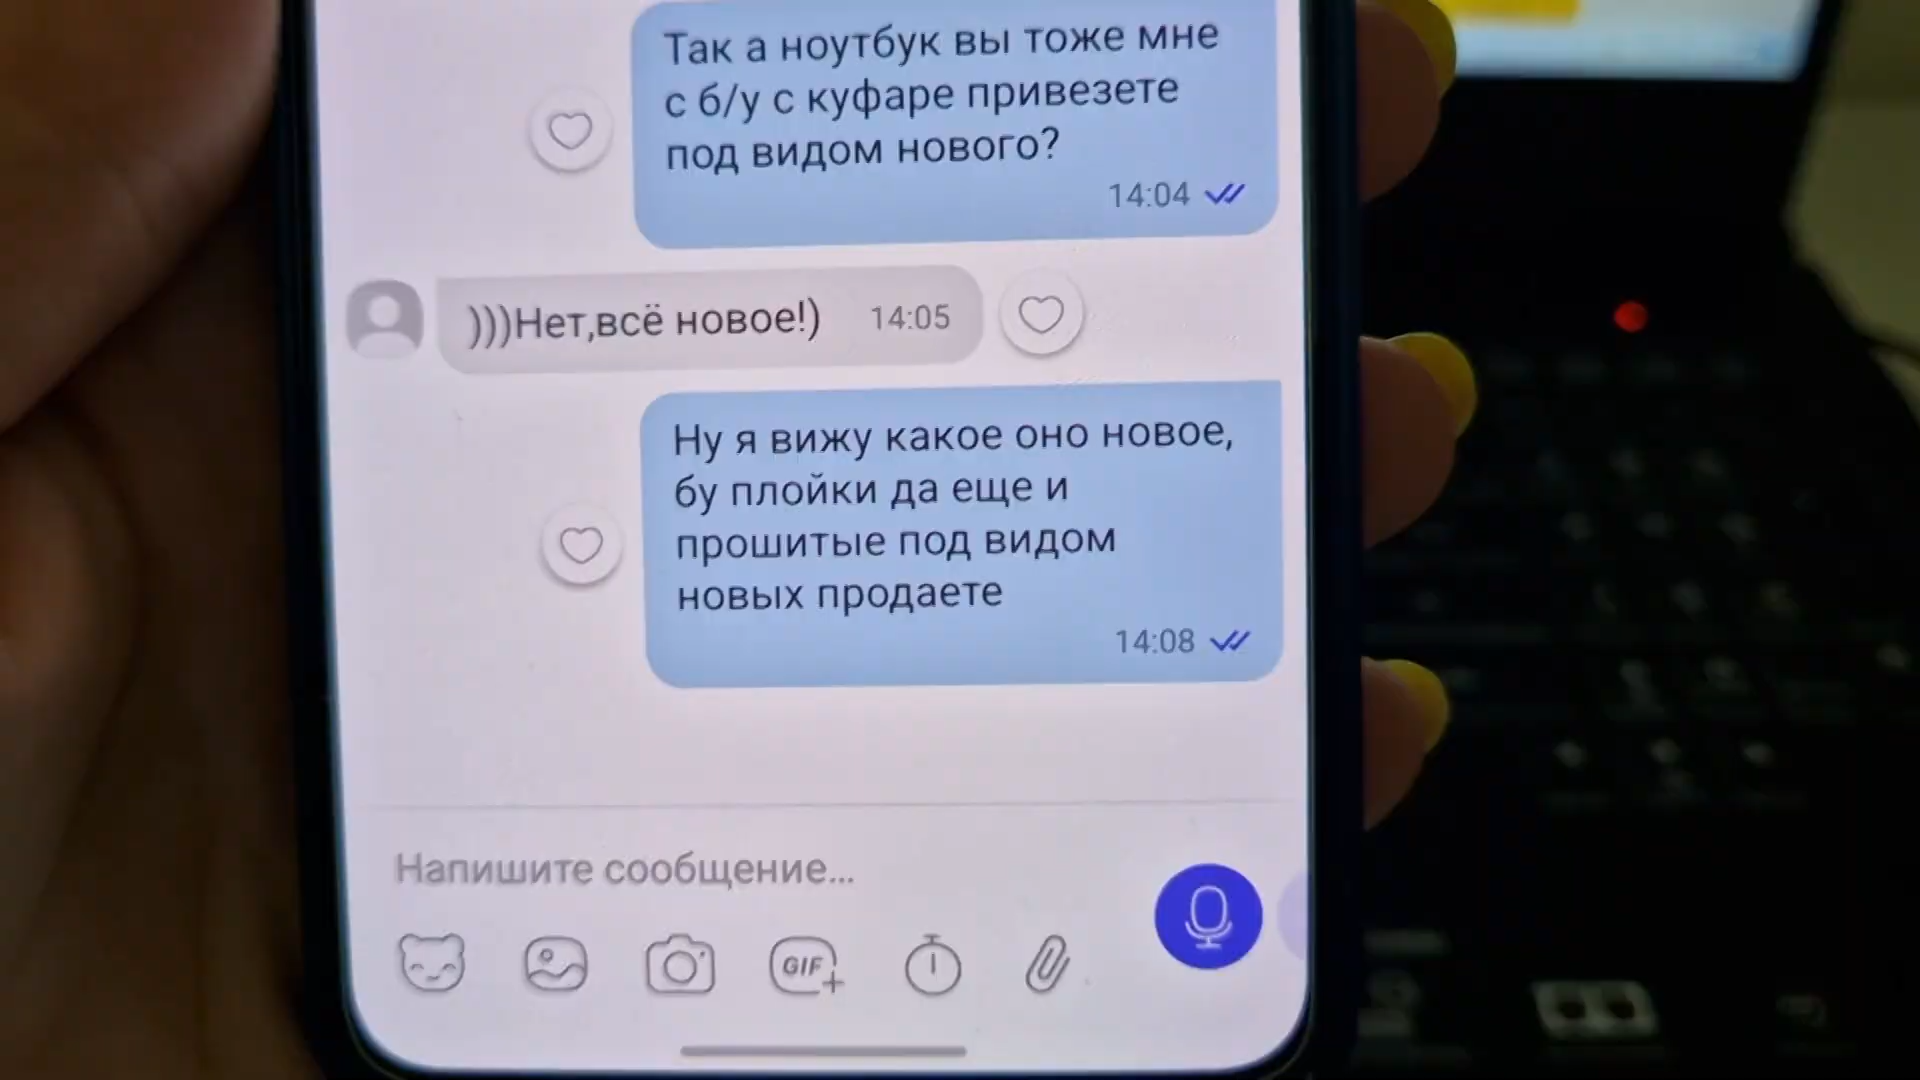 Так а ноутбук вы тоже мне
с б/у с куфаре привезете
под видом нового?
14:04
)))Нет,всё новое!) 14:05
Ну я вижу какое оно новое,
бу плойки да еще и
прошитые под видом
новых продаете
14:08
Напишите сообщение...
GIF